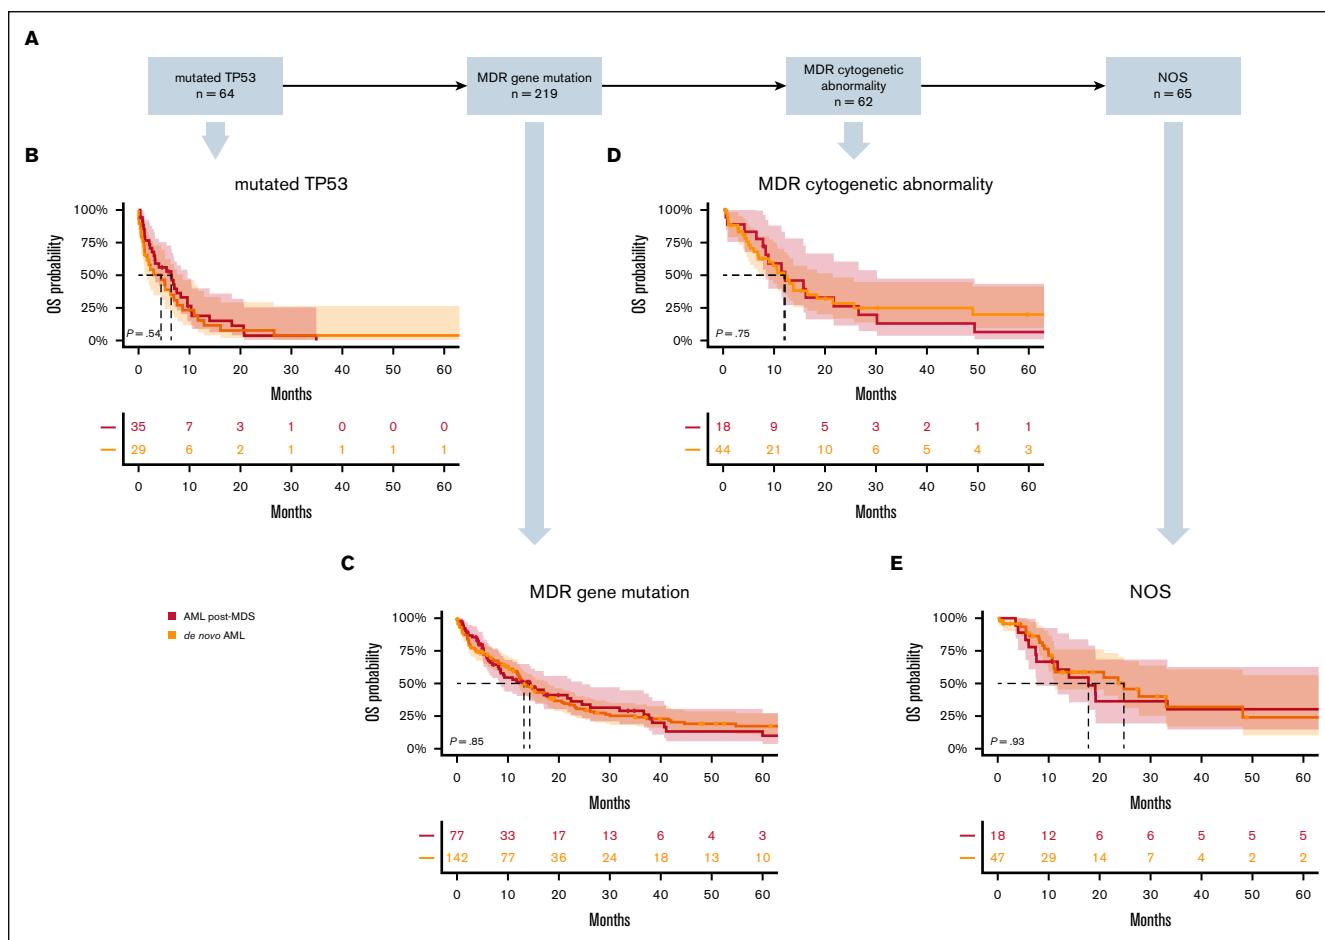 A
mutated TP53
n = 64
MDR gene mutation
n = 219
MDR cytogenetic
abnormality
n = 62
NOS
n = 65
B
mutated TP53
OS probability
100%
75%
50%
25%
0%
P = .54
0 10 20 30 40 50 60
Months
35 7 3 1 0 0 0
29 6 2 1 1 1 1
0 10 20 30 40 50 60
Months
D
MDR cytogenetic abnormality
OS probability
100%
75%
50%
25%
0%
P = .75
0 10 20 30 40 50 60
Months
18 9 5 3 2 1 1
44 21 10 6 5 4 3
0 10 20 30 40 50 60
Months
AML post-MDS
de novo AML
C
MDR gene mutation
OS probability
100%
75%
50%
25%
0%
P = .85
0 10 20 30 40 50 60
Months
77 33 17 13 6 4 3
142 77 36 24 18 13 10
0 10 20 30 40 50 60
Months
E
NOS
OS probability
100%
75%
50%
25%
0%
P = .93
0 10 20 30 40 50 60
Months
18 12 6 6 5 5 5
47 29 14 7 4 2 2
0 10 20 30 40 50 60
Months